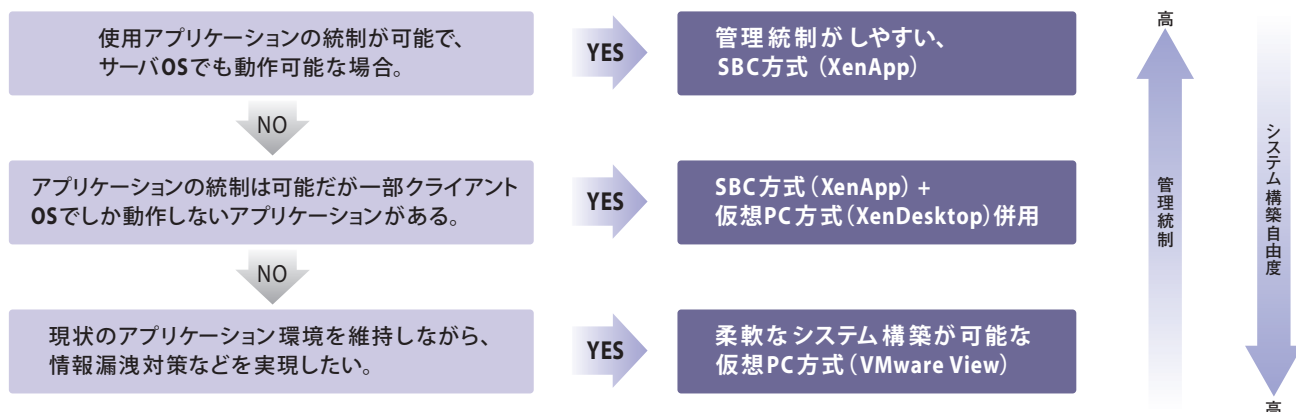 使用アプリケーションの統制が可能で、
サーバOSでも動作可能な場合。
YES
管理統制がしやすい、
SBC方式（XenApp）
NO
アプリケーションの統制は可能だが一部クライアント
OSでしか動作しないアプリケーションがある。
YES
SBC方式（XenApp）+
仮想PC方式（XenDesktop）併用
NO
現状のアプリケーション環境を維持しながら、
情報漏洩対策などを実現したい。
YES
柔軟なシステム構築が可能な
仮想PC方式（VMware View）
高
管理統制
システム構築自由度
高